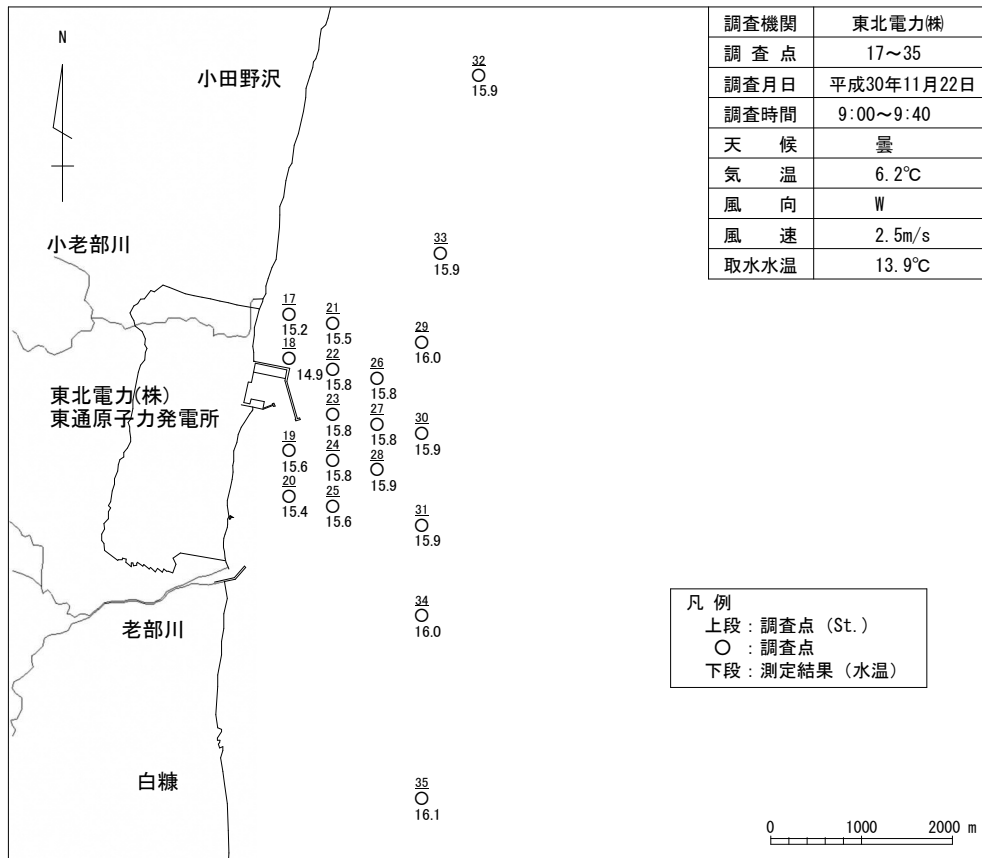 調査機関 東北電力㈱
調査点 17～35
調査月日 平成30年11月22日
調査時間 9:00～9:40
天候 曇
気温 6.2℃
風向 W
風速 2.5m/s
取水水温 13.9℃
N
小田野沢
32
15.9
小老部川
33
15.9
17
15.2
21
15.5
29
16.0
18
14.9
22
15.8
26
15.8
東北電力(株)
東通原子力発電所
23
15.8
27
15.8
30
15.9
19
15.6
24
15.8
28
15.9
20
15.4
25
15.6
31
15.9
34
16.0
老部川
凡 例
上段：調査点 (St.)
○ ：調査点
下段：測定結果 (水温)
白糠
35
16.1
0 1000 2000 m